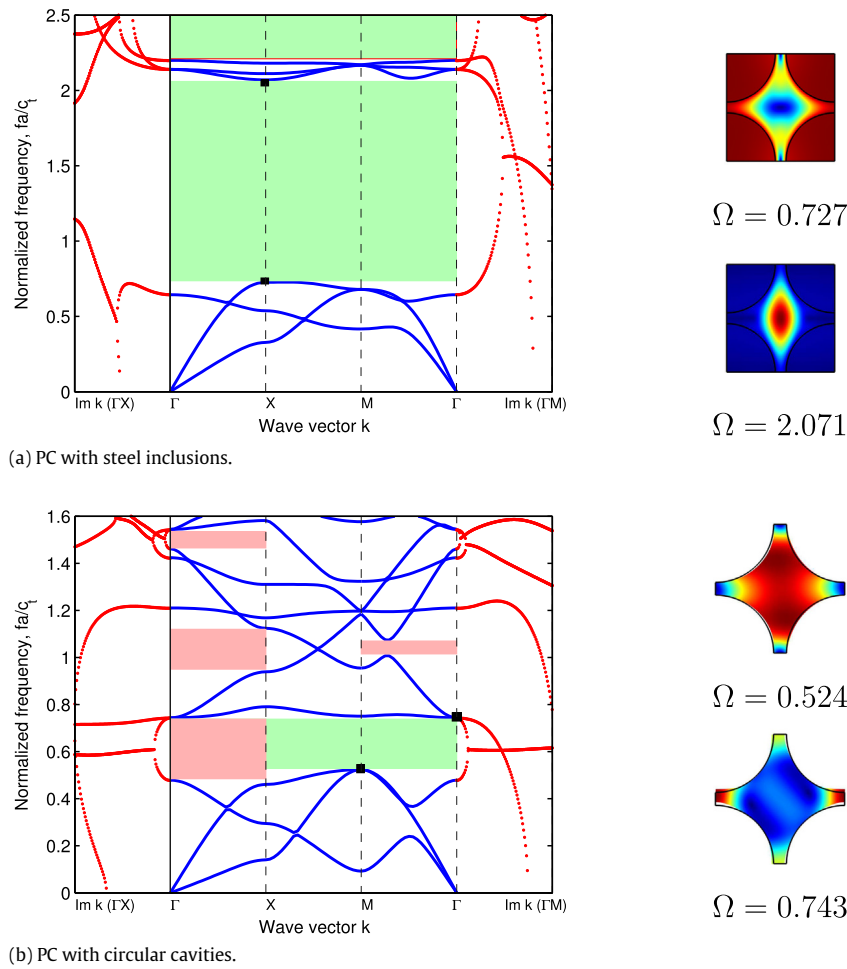 2.5
2
1.5
1
0.5
0
Normalized frequency, fa/c_t
Im k (ΓX) Γ X M Γ Im k (ΓM)
Wave vector k
Ω = 0.727
Ω = 2.071
(a) PC with steel inclusions.
1.6
1.4
1.2
1
0.8
0.6
0.4
0.2
0
Normalized frequency, fa/c_t
Im k (ΓX) Γ X M Γ Im k (ΓM)
Wave vector k
Ω = 0.524
Ω = 0.743
(b) PC with circular cavities.